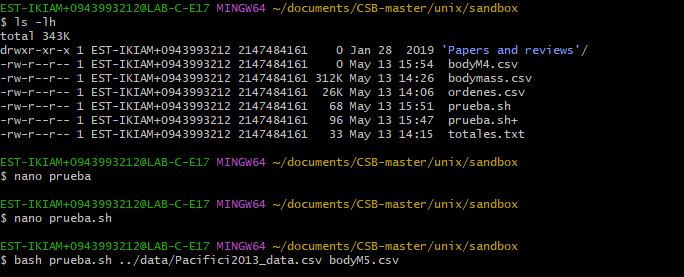 EST-IKIAM+0943993212@LAB-C-E17 MINGW64 ~/documents/CSB-master/unix/sandbox
$ ls -lh
total 343K
drwxr-xr-x 1 EST-IKIAM+0943993212 2147484161    0 Jan 28  2019 'Papers and reviews'/
-rw-r--r-- 1 EST-IKIAM+0943993212 2147484161    0 May 13 15:54  bodyM4.csv
-rw-r--r-- 1 EST-IKIAM+0943993212 2147484161 312K May 13 14:26  bodymass.csv
-rw-r--r-- 1 EST-IKIAM+0943993212 2147484161  26K May 13 14:06  ordenes.csv
-rw-r--r-- 1 EST-IKIAM+0943993212 2147484161   68 May 13 15:51  prueba.sh
-rw-r--r-- 1 EST-IKIAM+0943993212 2147484161   96 May 13 15:47  prueba.sh+
-rw-r--r-- 1 EST-IKIAM+0943993212 2147484161   33 May 13 14:15  totales.txt
EST-IKIAM+0943993212@LAB-C-E17 MINGW64 ~/documents/CSB-master/unix/sandbox
$ nano prueba
EST-IKIAM+0943993212@LAB-C-E17 MINGW64 ~/documents/CSB-master/unix/sandbox
$ nano prueba.sh
EST-IKIAM+0943993212@LAB-C-E17 MINGW64 ~/documents/CSB-master/unix/sandbox
$ bash prueba.sh ../data/Pacifici2013_data.csv bodyM5.csv